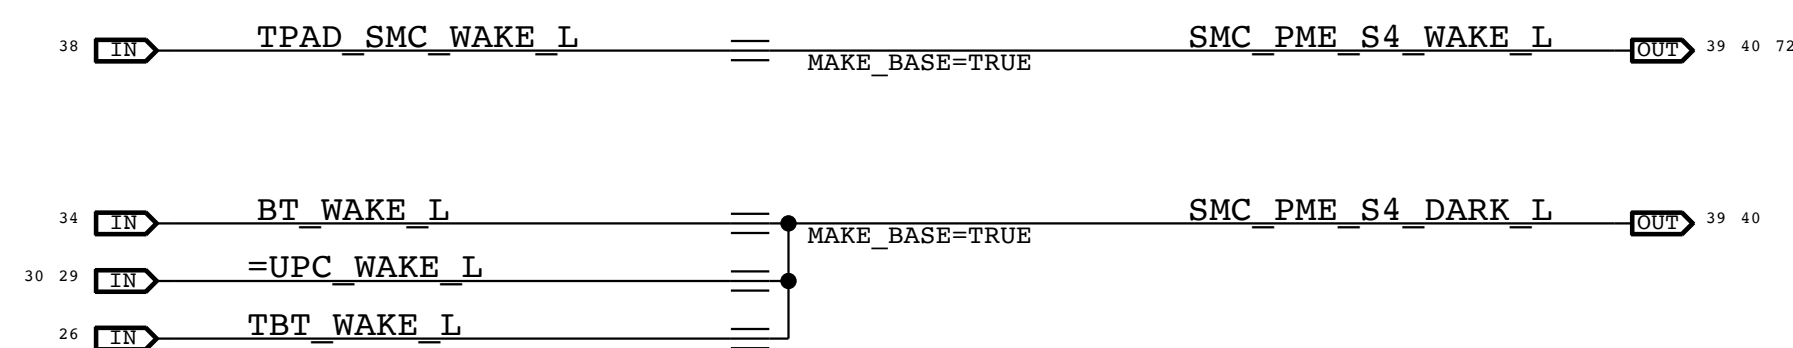 38 IN TPAD_SMC_WAKE_L SMC_PME_S4_WAKE_L OUT 39 40 72
MAKE_BASE=TRUE
34 IN BT_WAKE_L SMC_PME_S4_DARK_L OUT 39 40
MAKE_BASE=TRUE
30 29 IN =UPC_WAKE_L
26 IN TBT_WAKE_L